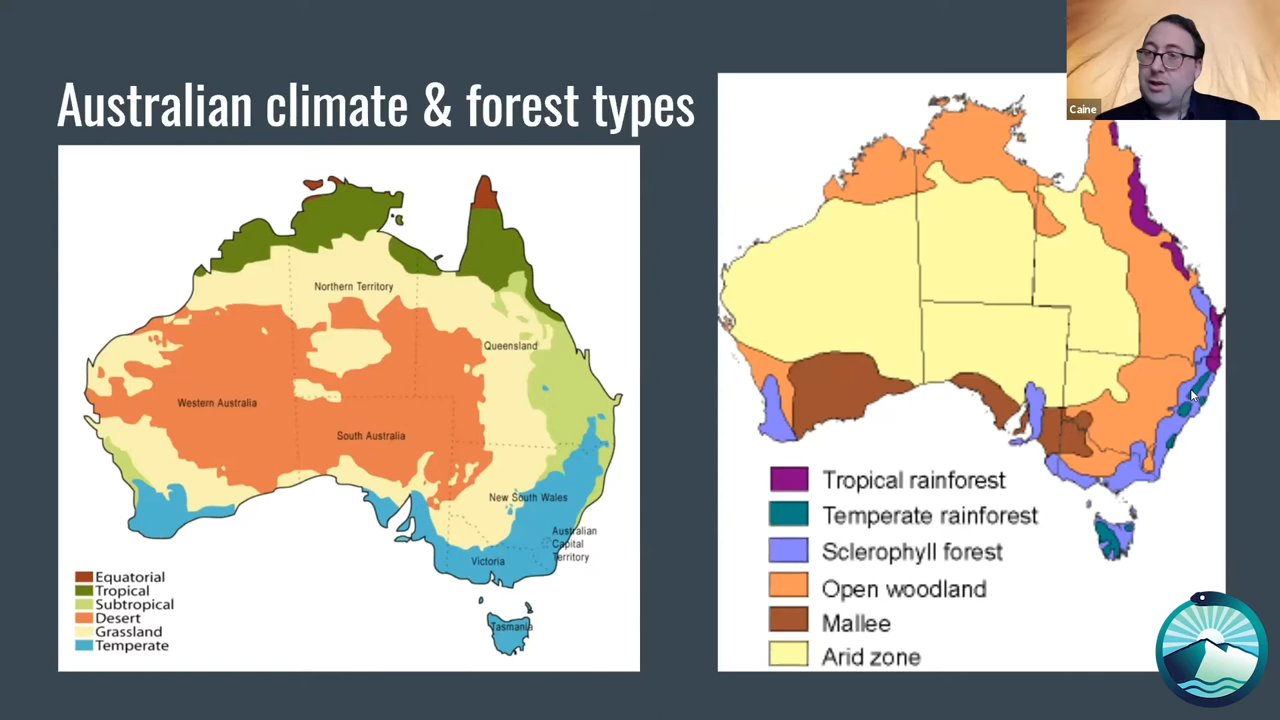 Australian climate & forest types
Caine
Northern Territory
Queensland
Western Australia
South Australia
New South Wales
Australian
Capital
Territory
Victoria
Tasmania
Equatorial
Tropical
Subtropical
Desert
Grassland
Temperate
Tropical rainforest
Temperate rainforest
Sclerophyll forest
Open woodland
Mallee
Arid zone